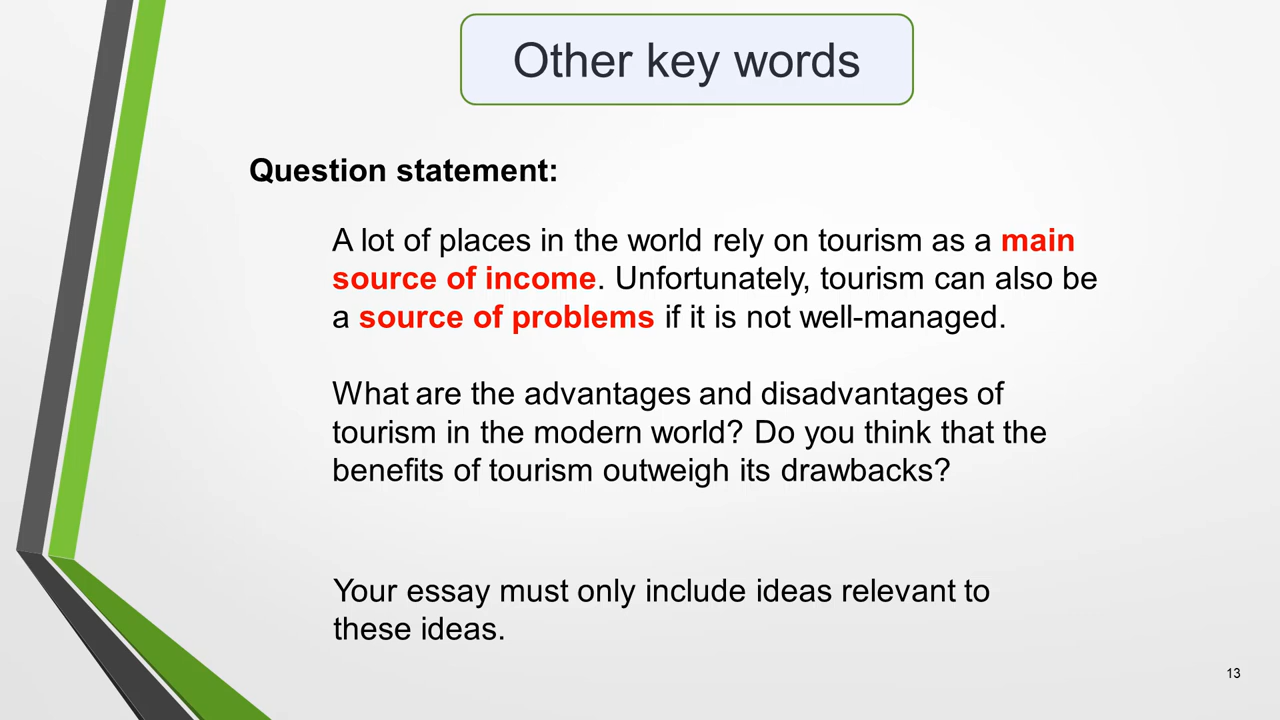 Other key words
Question statement:
A lot of places in the world rely on tourism as a main
source of income. Unfortunately, tourism can also be
a source of problems if it is not well-managed.
What are the advantages and disadvantages of
tourism in the modern world? Do you think that the
benefits of tourism outweigh its drawbacks?
Your essay must only include ideas relevant to
these ideas.
13